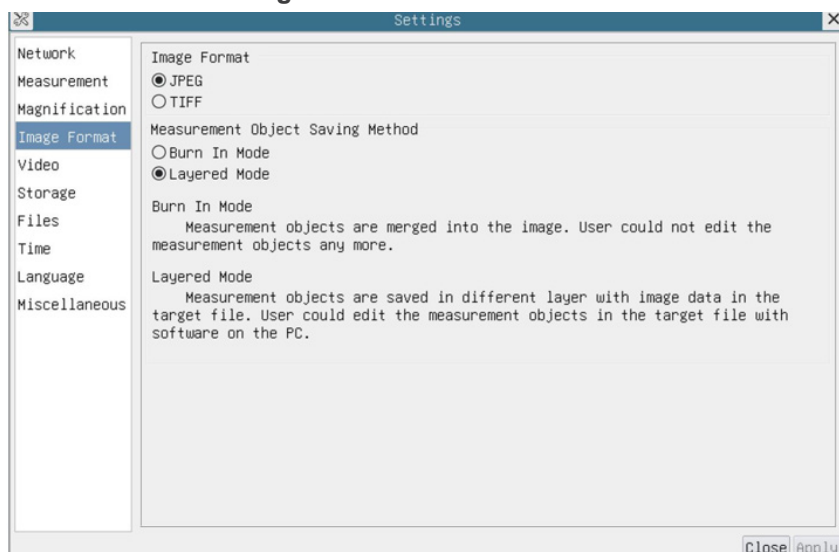 Settings
Network
Measurement
Magnification
Image Format
Video
Storage
Files
Time
Language
Miscellaneous
Image Format
JPEG
TIFF
Measurement Object Saving Method
Burn In Mode
Layered Mode
Burn In Mode
Measurement objects are merged into the image. User could not edit the
measurement objects any more.
Layered Mode
Measurement objects are saved in different layer with image data in the
target file. User could edit the measurement objects in the target file with
software on the PC.
Close Apply